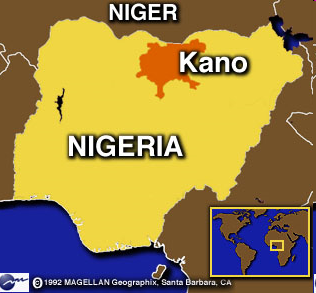 NIGER
Kano
NIGERIA
© 1992 MAGELLAN Geographix, Santa Barbara, CA